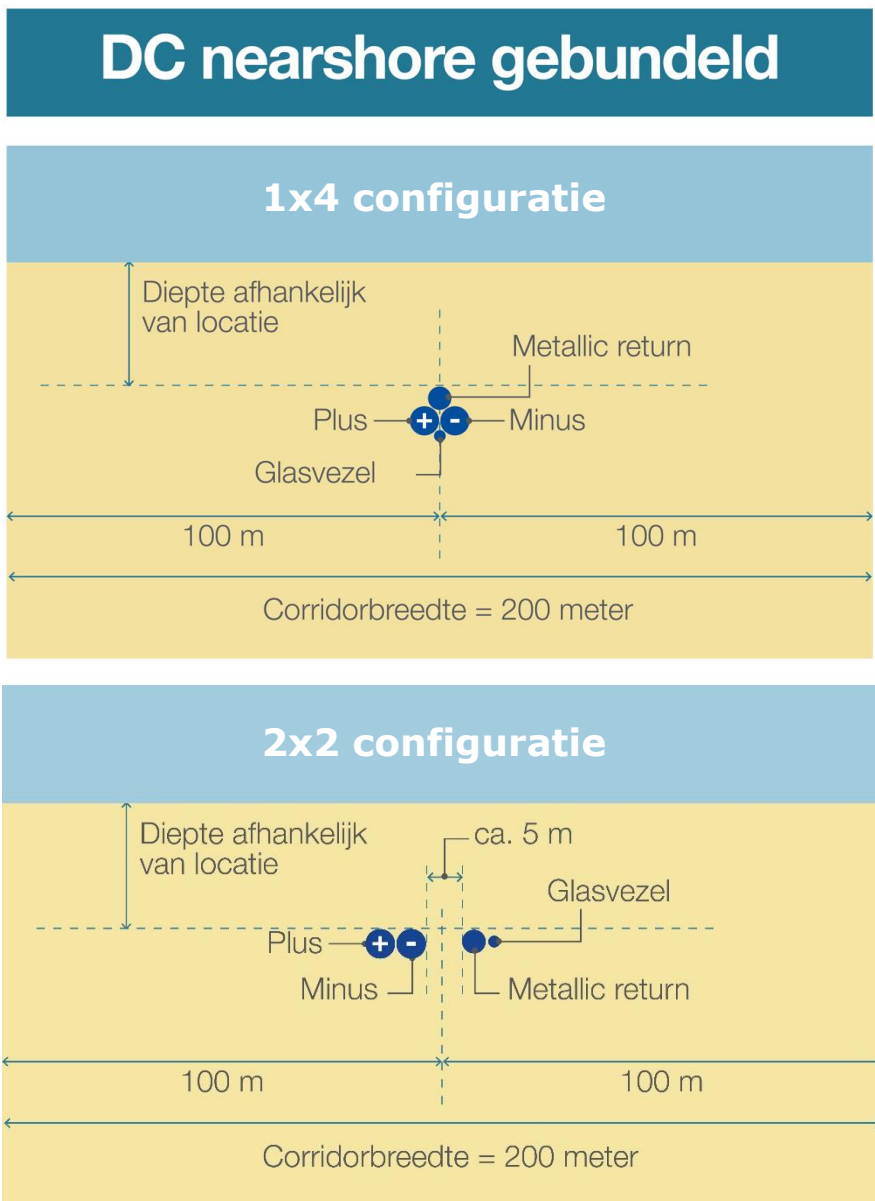 DC nearshore gebundeld
1x4 configuratie
Diepte afhankelijk
van locatie
Metallic return
Plus
+
-
Minus
Glasvezel
100 m
100 m
Corridorbreedte = 200 meter
2x2 configuratie
Diepte afhankelijk
van locatie
ca. 5 m
Glasvezel
Plus
+
-
Minus
Metallic return
100 m
100 m
Corridorbreedte = 200 meter